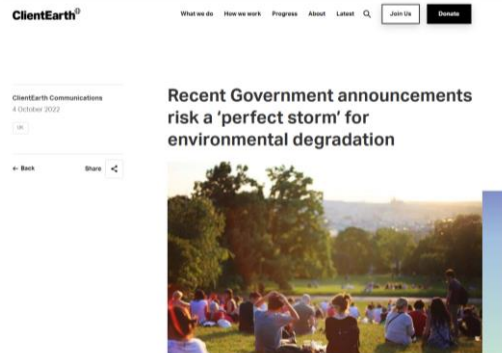 ClientEarth
What we do How we work Progress About Latest Join Us Donate
ClientEarth Communications
4 October 2022
UK
← Back Share
Recent Government announcements
risk a ‘perfect storm’ for
environmental degradation